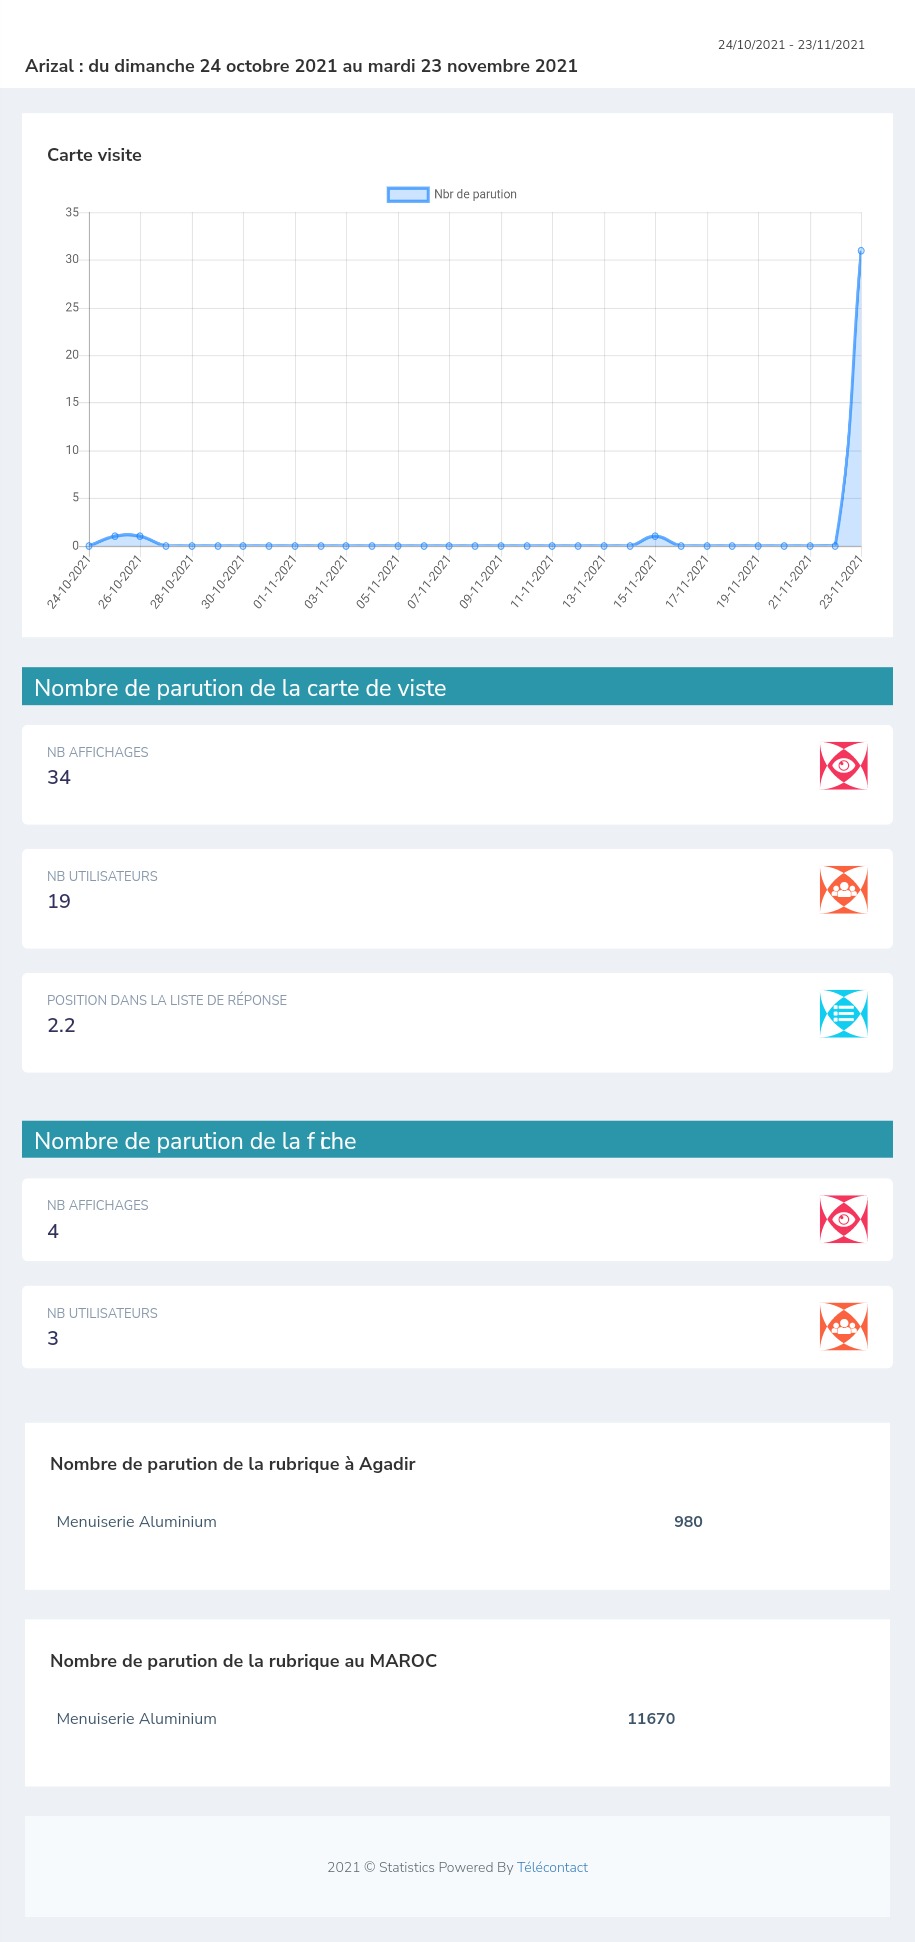 24/10/2021 - 23/11/2021
Arizal : du dimanche 24 octobre 2021 au mardi 23 novembre 2021
Carte visite
Nbr de parution
35
30
25
20
15
10
5
0
24-10-2021
26-10-2021
28-10-2021
30-10-2021
01-11-2021
03-11-2021
05-11-2021
07-11-2021
09-11-2021
11-11-2021
13-11-2021
15-11-2021
17-11-2021
19-11-2021
21-11-2021
23-11-2021
Nombre de parution de la carte de viste
NB AFFICHAGES
34
NB UTILISATEURS
19
POSITION DANS LA LISTE DE RÉPONSE
2.2
Nombre de parution de la fiche
NB AFFICHAGES
4
NB UTILISATEURS
3
Nombre de parution de la rubrique à Agadir
Menuiserie Aluminium 980
Nombre de parution de la rubrique au MAROC
Menuiserie Aluminium 11670
2021 © Statistics Powered By Télécontact